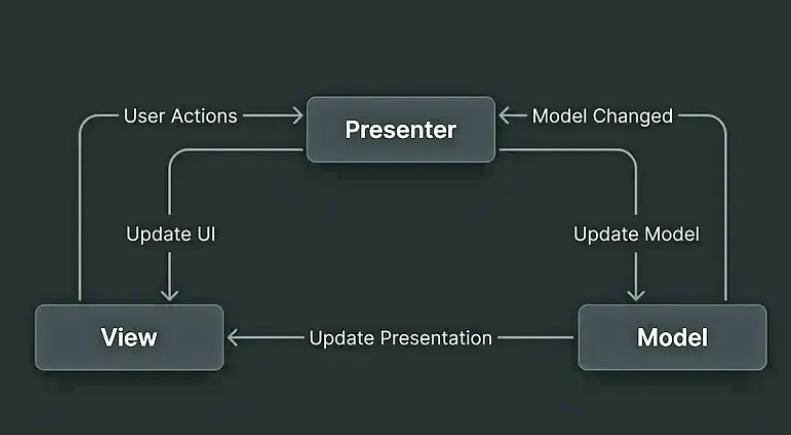 User Actions
Presenter
Model Changed
Update UI
Update Model
View
Update Presentation
Model